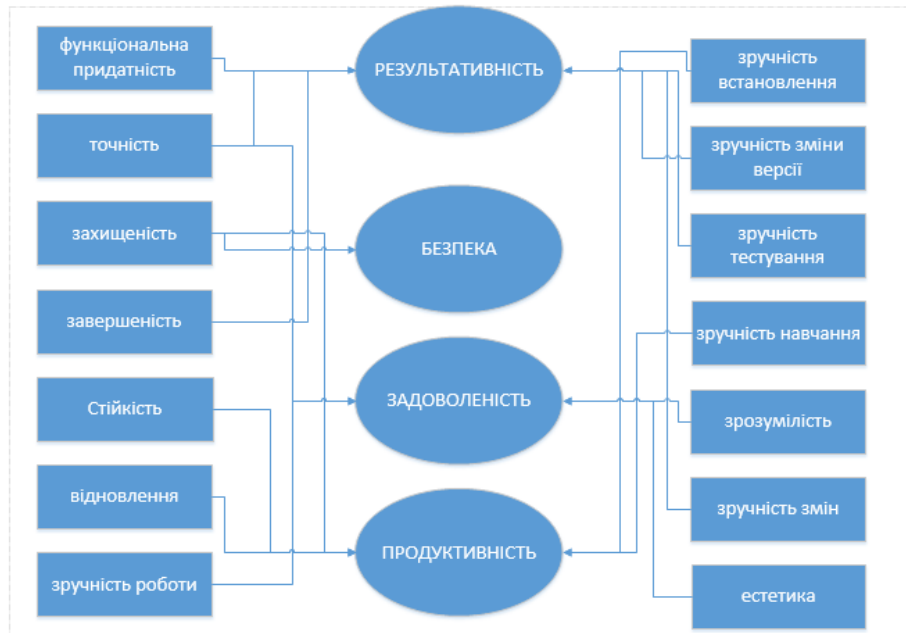 функціональна
придатність
точність
захищеність
завершеність
Стійкість
відновлення
зручність роботи
РЕЗУЛЬТАТИВНІСТЬ
БЕЗПЕКА
ЗАДОВОЛЕНІСТЬ
ПРОДУКТИВНІСТЬ
зручність
встановлення
зручність зміни
версії
зручність
тестування
зручність навчання
зрозумілість
зручність змін
естетика